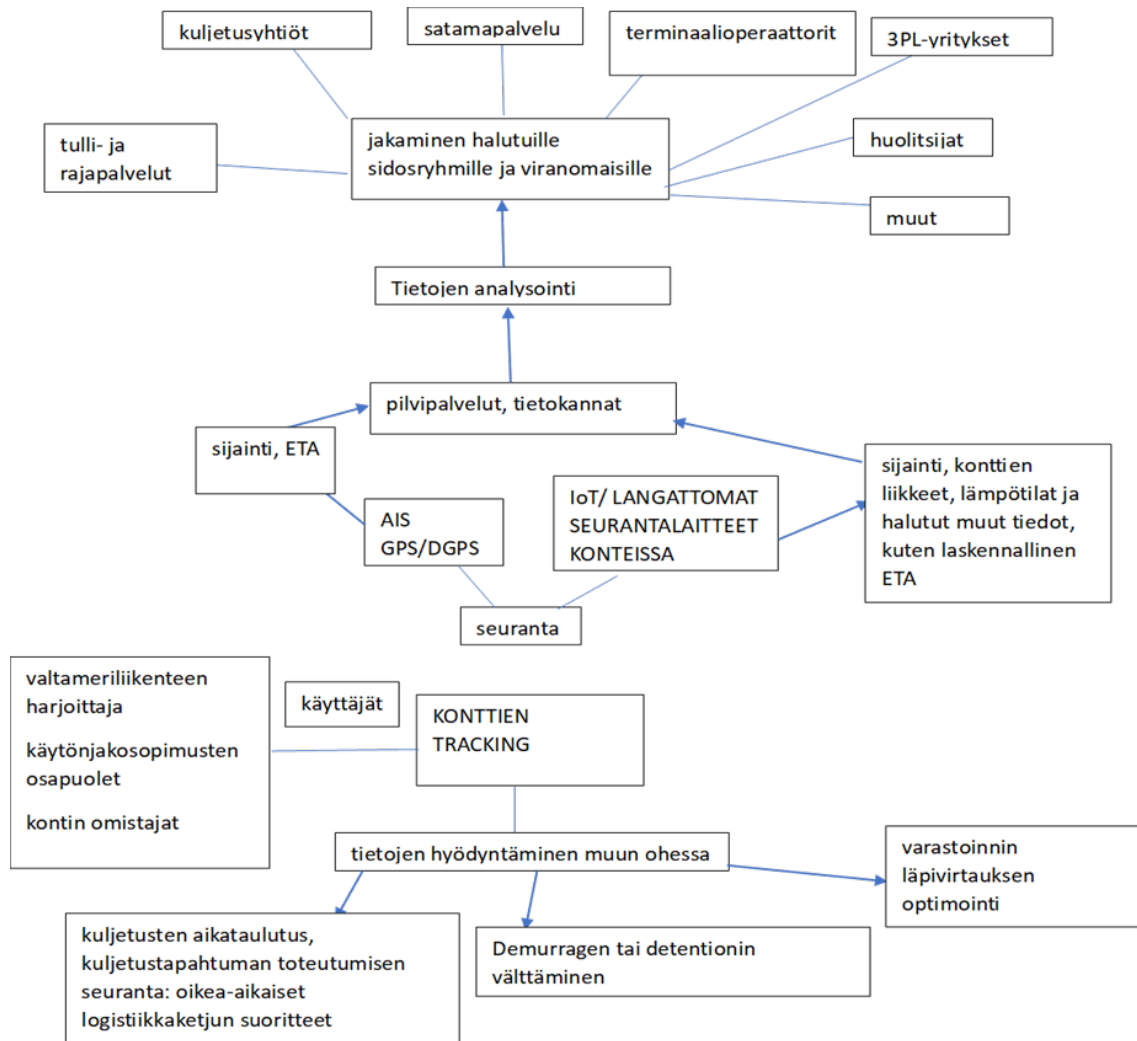 kuljetusyhtiöt
satamapalvelu
terminaalioperaattorit
3PL-yritykset
tulli- ja
rajapalvelut
jakaminen halutuille
sidosryhmille ja viranomaisille
huolitsijat
muut
Tietojen analysointi
pilvipalvelut, tietokannat
sijainti, ETA
AIS
GPS/DGPS
IoT/ LANGATTOMAT
SEURANTALAITTEET
KONTEISSA
sijainti, konttien
liikkeet, lämpötilat ja
halutut muut tiedot,
kuten laskennallinen
ETA
seuranta
valtameriliikenteen
harjoittaja
käytönjakosopimusten
osapuolet
kontin omistajat
käyttäjät
KONTTIEN
TRACKING
tietojen hyödyntäminen muun ohessa
varastoinnin
läpivirtauksen
optimointi
kuljetusten aikataulutus,
kuljetustapahtuman toteutumisen
seuranta: oikea-aikaiset
logistiikkaketjun suoritteet
Demurragen tai detentionin
välttäminen